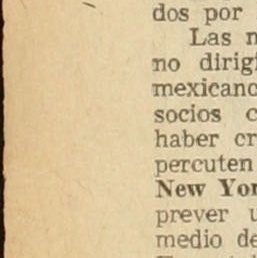 dos por
Las n
no dirig
mexicano
socios c
haber cr
percuten
New Yor
prever u
medio de